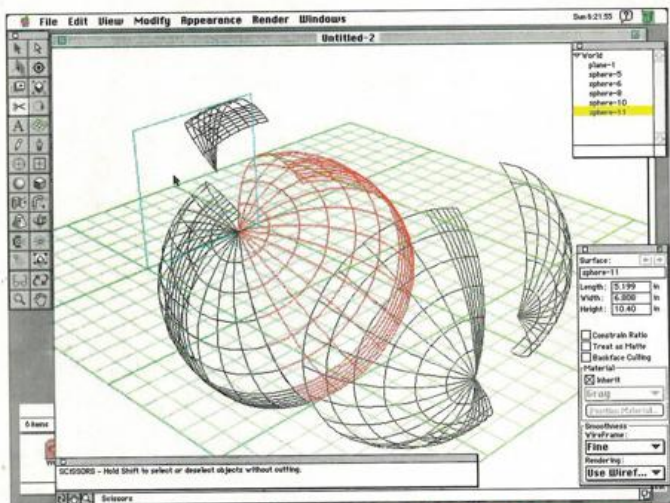 File Edit View Modify Appearance Render Windows
Sun 6:21:55
Untitled-2
World
plane-1
sphere-5
sphere-6
sphere-8
sphere-10
sphere-11
A
Surface:
sphere-11
Length: 5.199 in
Width: 6.808 in
Height: 10.40 in
Constrain Ratio
Treat as Matte
Backface Culling
Material
Inherit
Gray
Smoothness
WireFrame:
Fine
Rendering:
Use Wiref...
6 items
SCISSORS - Hold Shift to select or deselect objects without cutting.
Scissors